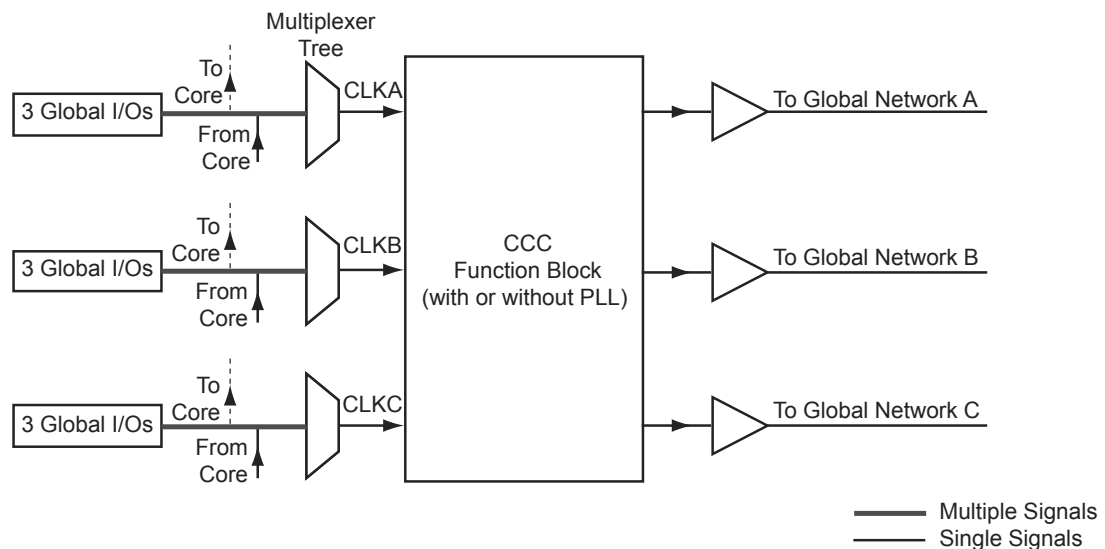 Multiplexer
Tree
To
Core
3 Global I/Os
From
Core
CLKA
To Global Network A
To
Core
3 Global I/Os
From
Core
CLKB
CCC
Function Block
(with or without PLL)
To Global Network B
To
Core
3 Global I/Os
From
Core
CLKC
To Global Network C
Multiple Signals
Single Signals